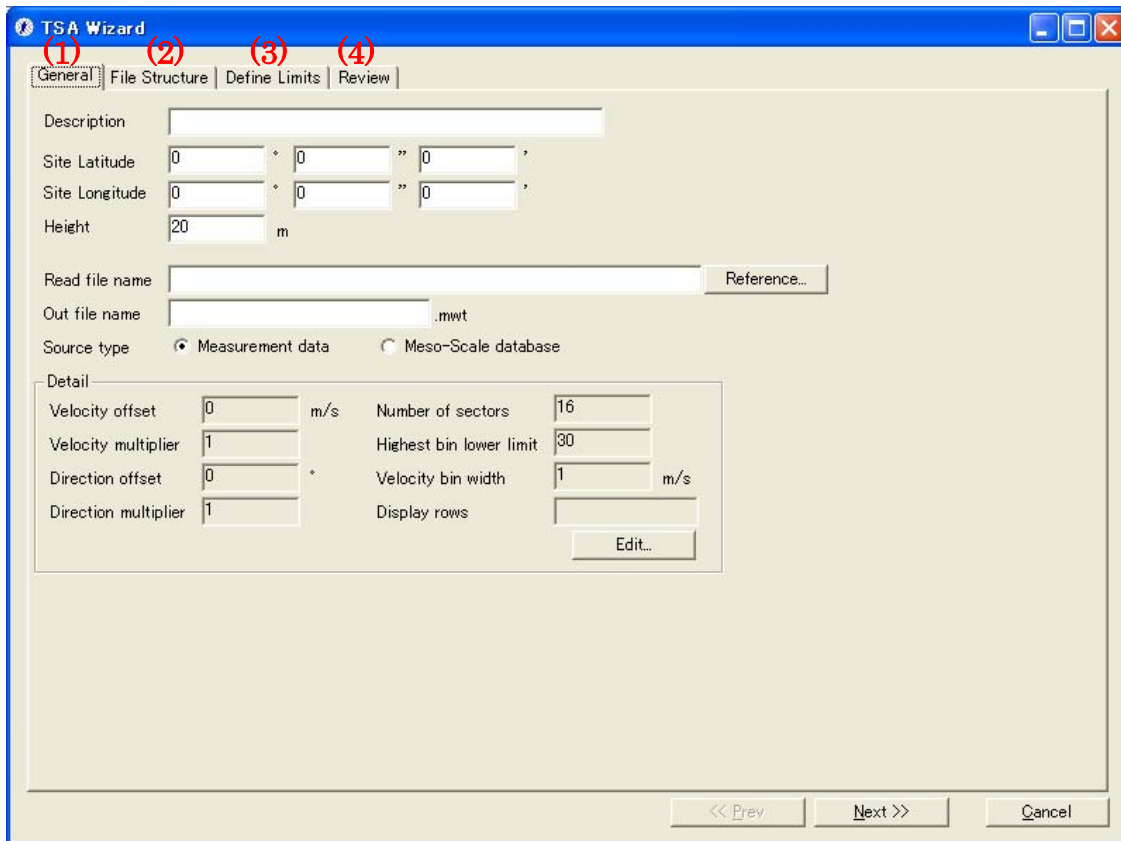 TSA Wizard
(1) (2) (3) (4)
General File Structure Define Limits Review
Description
Site Latitude 0 ° 0 ” 0 ’
Site Longitude 0 ° 0 ” 0 ’
Height 20 m
Read file name Reference...
Out file name .mwt
Source type Measurement data Meso-Scale database
Detail
Velocity offset 0 m/s Number of sectors 16
Velocity multiplier 1 Highest bin lower limit 30
Direction offset 0 ° Velocity bin width 1 m/s
Direction multiplier 1 Display rows
Edit...
<< Prev Next >> Cancel